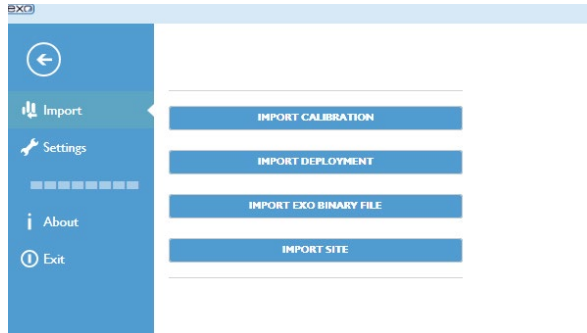 exo
Import
Settings
About
Exit
IMPORT CALIBRATION
IMPORT DEPLOYMENT
IMPORT EXO BINARY FILE
IMPORT SITE